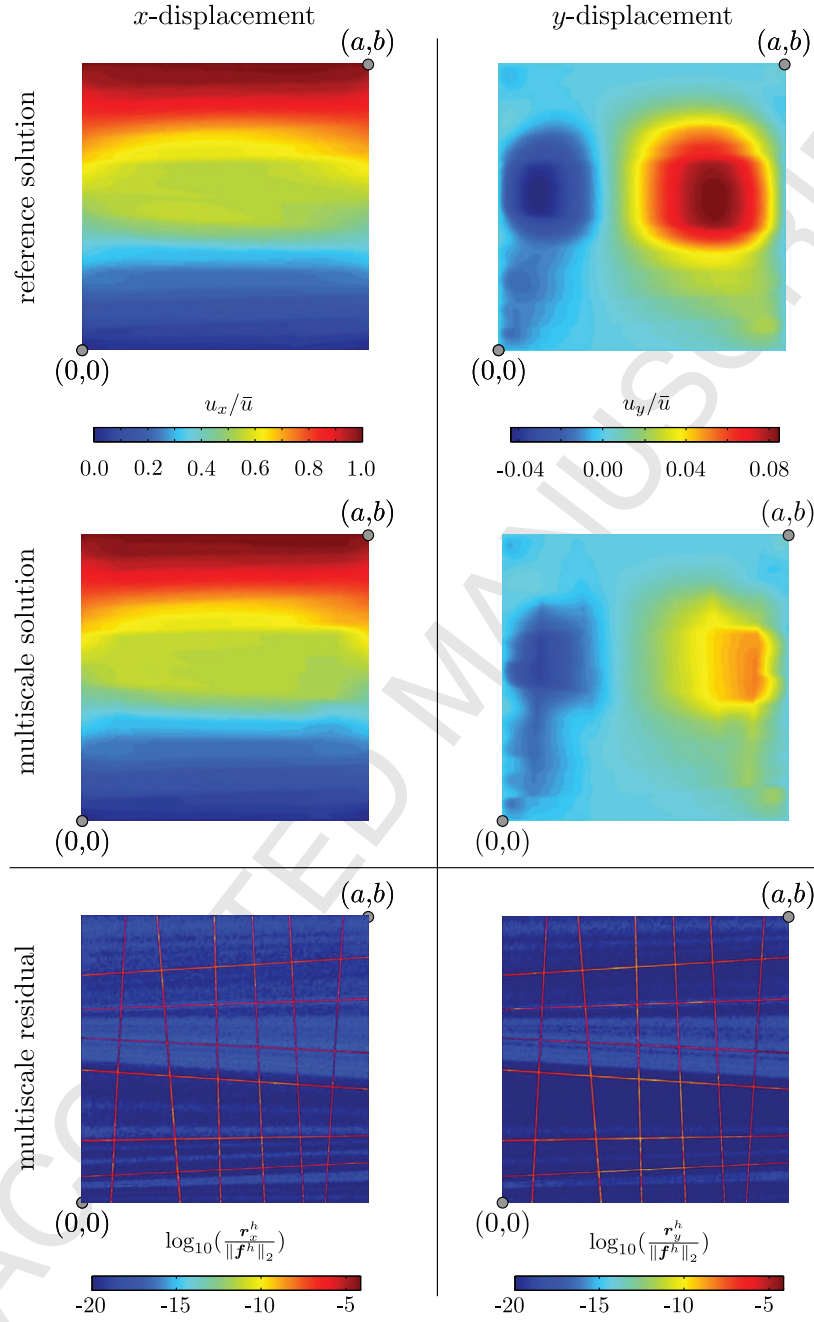 x-displacement
y-displacement
reference solution
(a,b)
(0,0)
(a,b)
(0,0)
u_x/ū
0.0 0.2 0.4 0.6 0.8 1.0
u_y/ū
-0.04 0.00 0.04 0.08
multiscale solution
(a,b)
(0,0)
(a,b)
(0,0)
multiscale residual
(a,b)
(0,0)
(a,b)
(0,0)
log₁₀(r_x^h/‖f^h‖₂)
-20 -15 -10 -5
log₁₀(r_y^h/‖f^h‖₂)
-20 -15 -10 -5
ACCEPTED MANUSCRIPT